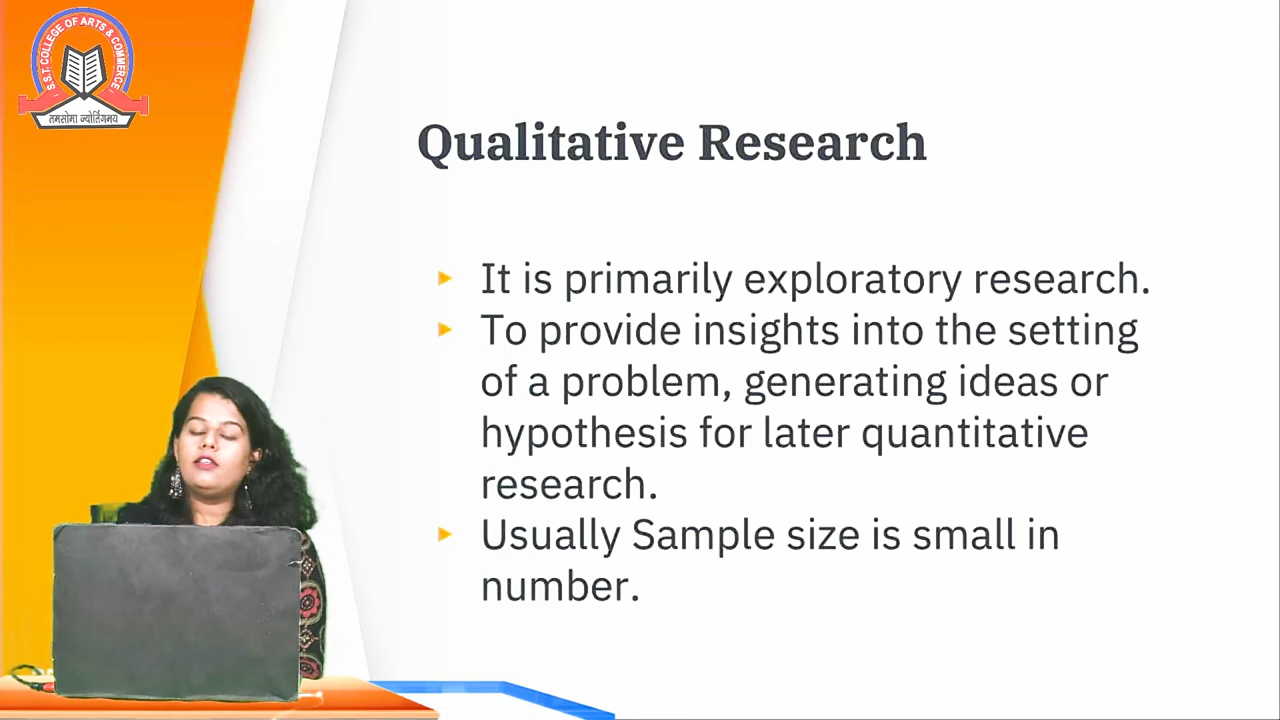 S.S.T. COLLEGE OF ARTS & COMMERCE
तमसोमा ज्योर्तिगमय
Qualitative Research
It is primarily exploratory research.
To provide insights into the setting
of a problem, generating ideas or
hypothesis for later quantitative
research.
Usually Sample size is small in
number.